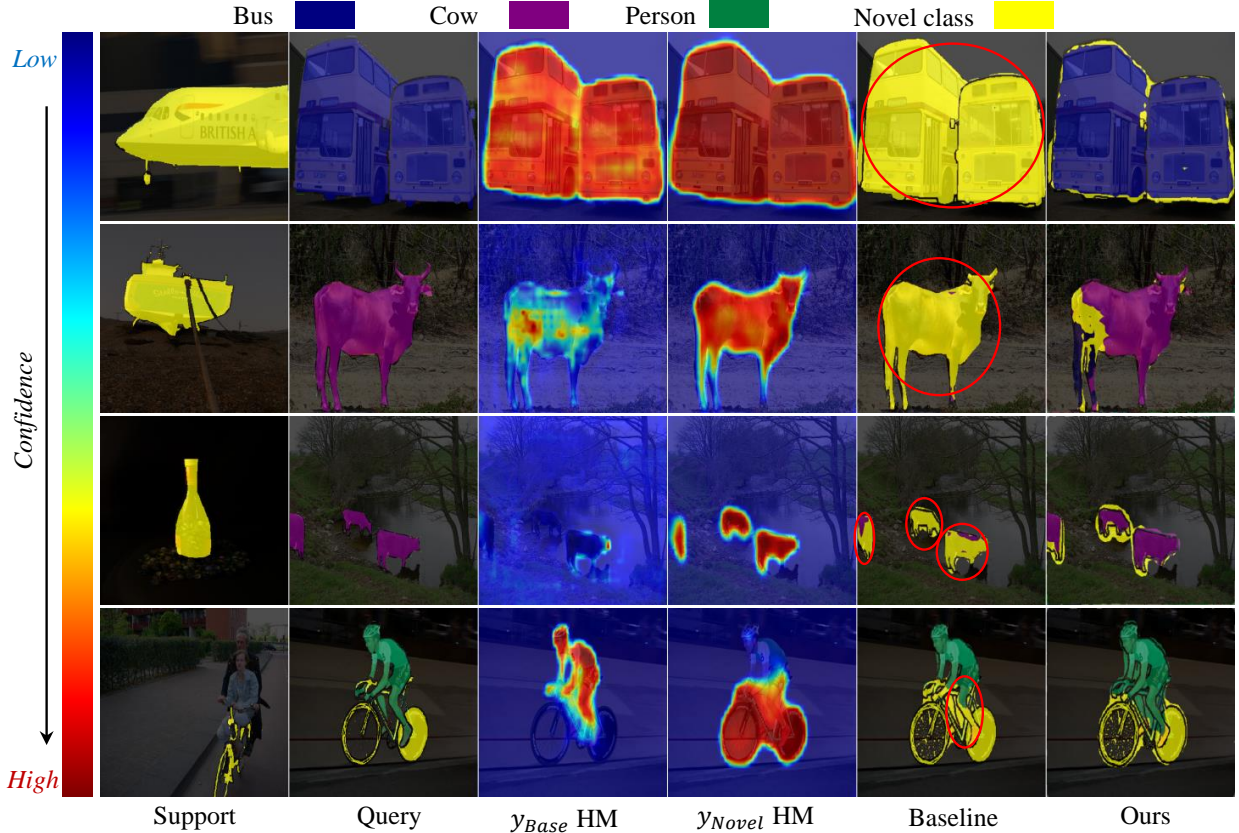 Bus Cow Person Novel class
Low
BRITISH A
Confidence
High
Support Query y_Base HM y_Novel HM Baseline Ours